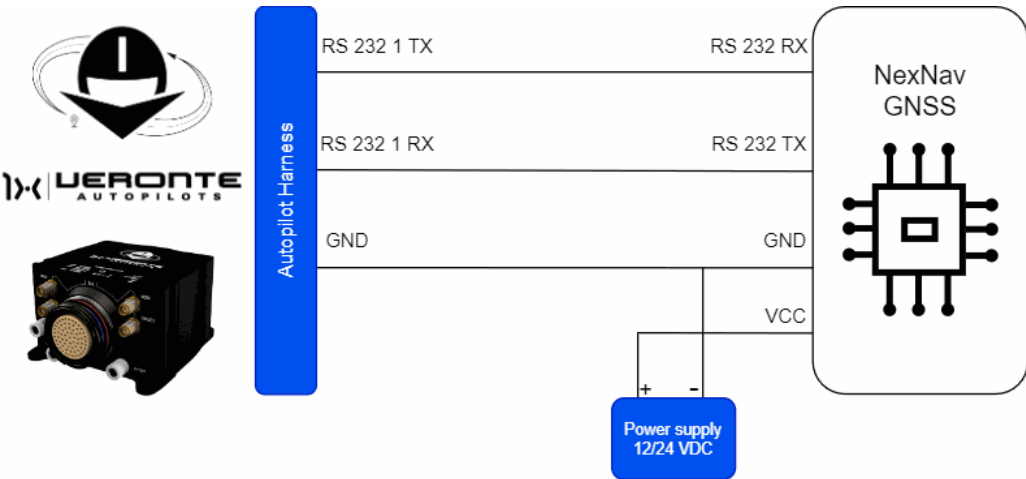 RS 232 1 TX
RS 232 RX
NexNav
GNSS
RS 232 1 RX
RS 232 TX
Autopilot Harness
VERONTE
AUTOPILOTS
GND
GND
VCC
+
-
Power supply
12/24 VDC